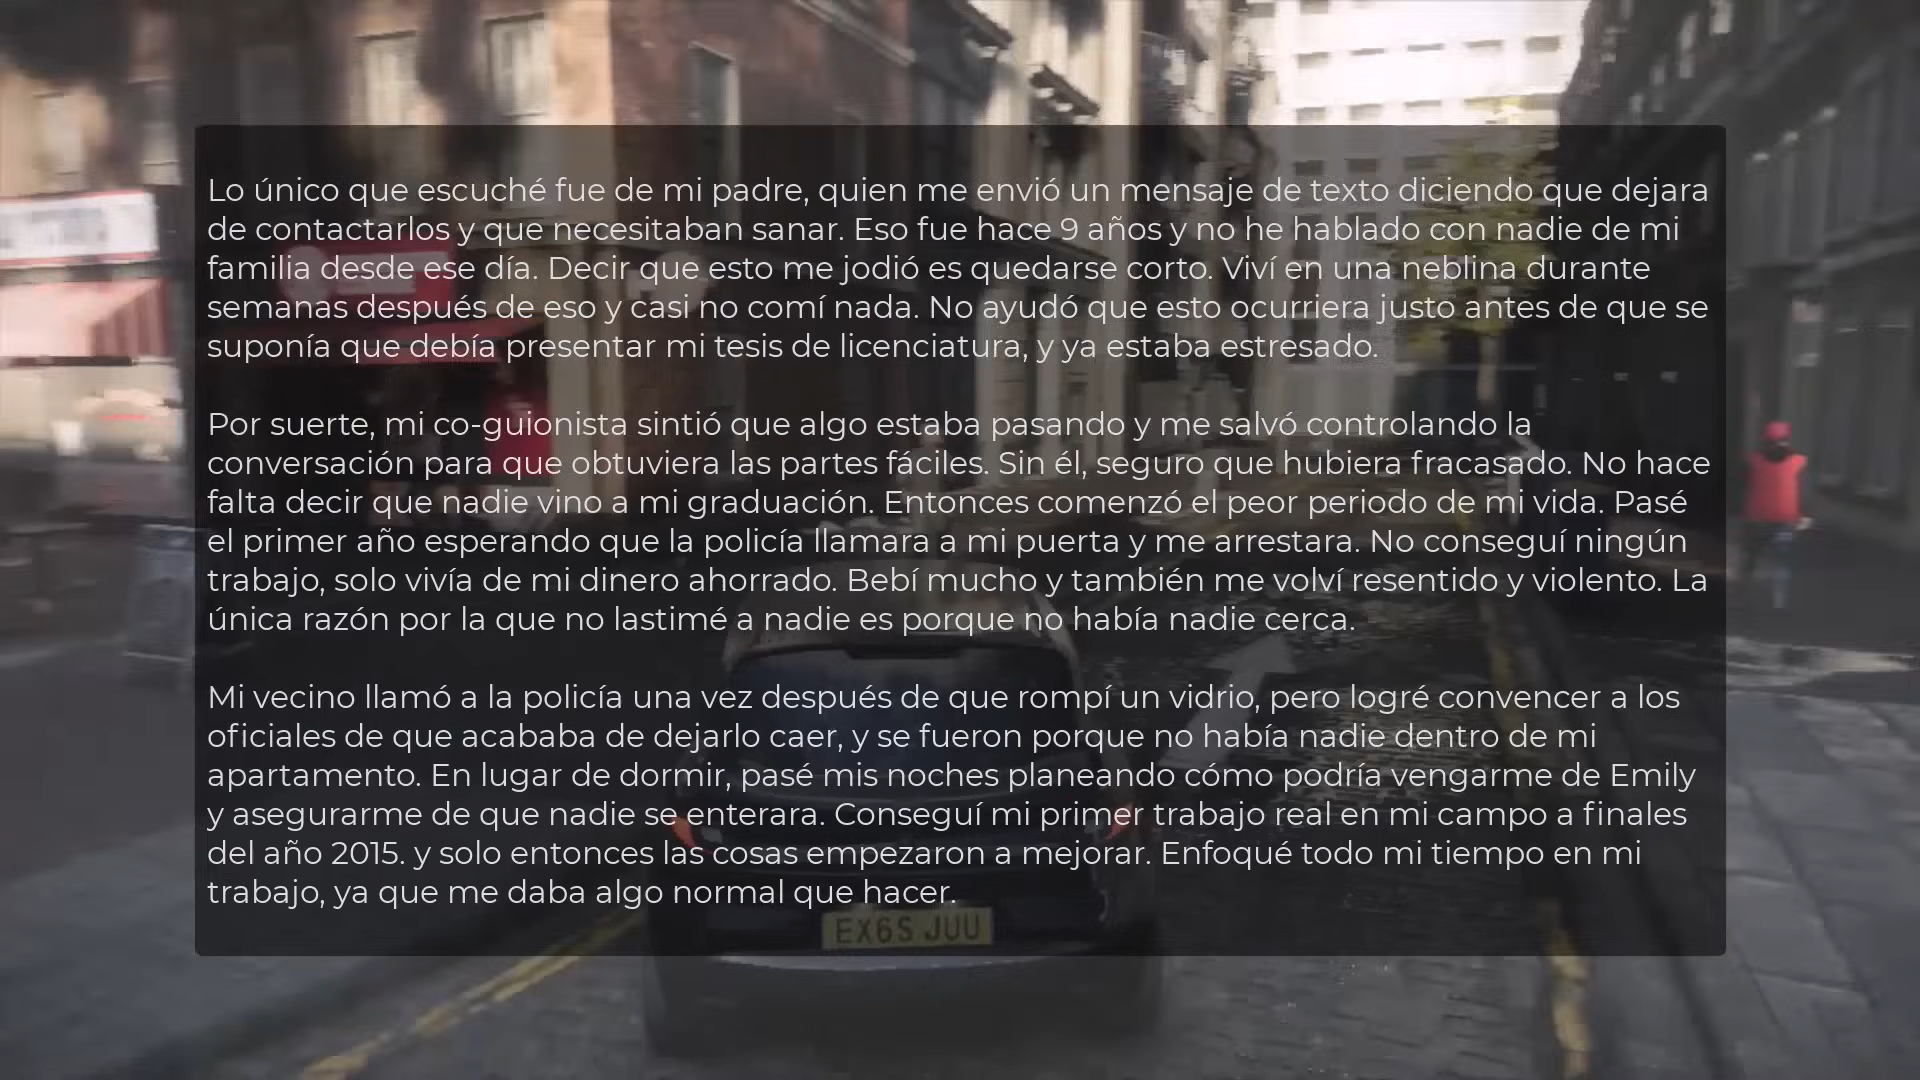 Lo único que escuché fue de mi padre, quien me envió un mensaje de texto diciendo que dejara
de contactarlos y que necesitaban sanar. Eso fue hace 9 años y no he hablado con nadie de mi
familia desde ese día. Decir que esto me jodió es quedarse corto. Viví en una neblina durante
semanas después de eso y casi no comí nada. No ayudó que esto ocurriera justo antes de que se
suponía que debía presentar mi tesis de licenciatura, y ya estaba estresado.
Por suerte, mi co-guionista sintió que algo estaba pasando y me salvó controlando la
conversación para que obtuviera las partes fáciles. Sin él, seguro que hubiera fracasado. No hace
falta decir que nadie vino a mi graduación. Entonces comenzó el peor periodo de mi vida. Pasé
el primer año esperando que la policía llamara a mi puerta y me arrestara. No conseguí ningún
trabajo, solo vivía de mi dinero ahorrado. Bebí mucho y también me volví resentido y violento. La
única razón por la que no lastimé a nadie es porque no había nadie cerca.
Mi vecino llamó a la policía una vez después de que rompí un vidrio, pero logré convencer a los
oficiales de que acababa de dejarlo caer, y se fueron porque no había nadie dentro de mi
apartamento. En lugar de dormir, pasé mis noches planeando cómo podría vengarme de Emily
y asegurarme de que nadie se enterara. Conseguí mi primer trabajo real en mi campo a finales
del año 2015. y solo entonces las cosas empezaron a mejorar. Enfoqué todo mi tiempo en mi
trabajo, ya que me daba algo normal que hacer.
EX6S JUU